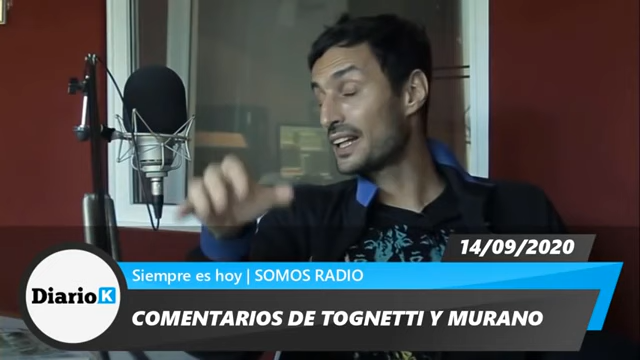 14/09/2020
Siempre es hoy | SOMOS RADIO
DiarioK
COMENTARIOS DE TOGNETTI Y MURANO